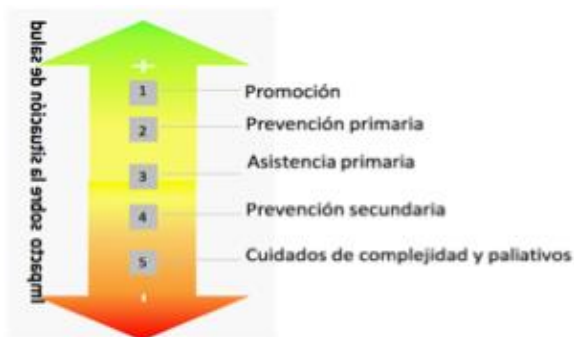 Impacto sobre la situación de salud
+
1 Promoción
2 Prevención primaria
3 Asistencia primaria
4 Prevención secundaria
5 Cuidados de complejidad y paliativos
-